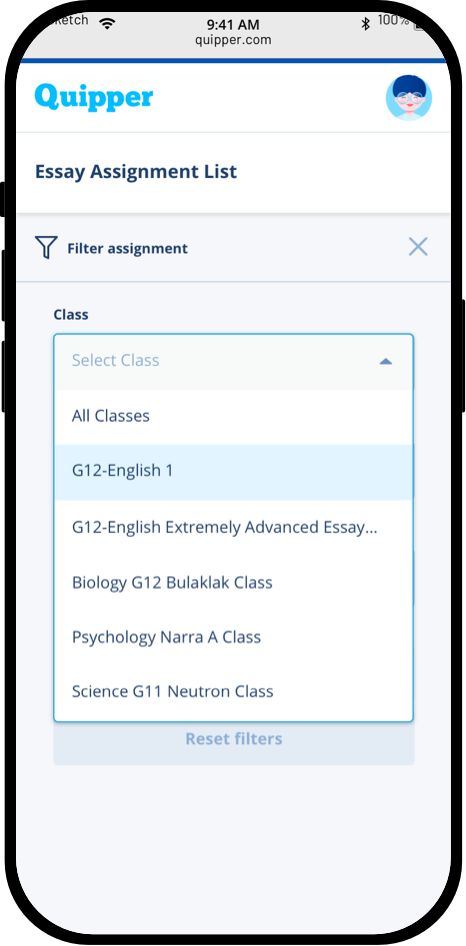 9:41 AM
100%
quipper.com
Quipper
Essay Assignment List
Filter assignment
Class
Select Class
All Classes
G12-English 1
G12-English Extremely Advanced Essay...
Biology G12 Bulaklak Class
Psychology Narra A Class
Science G11 Neutron Class
Reset filters